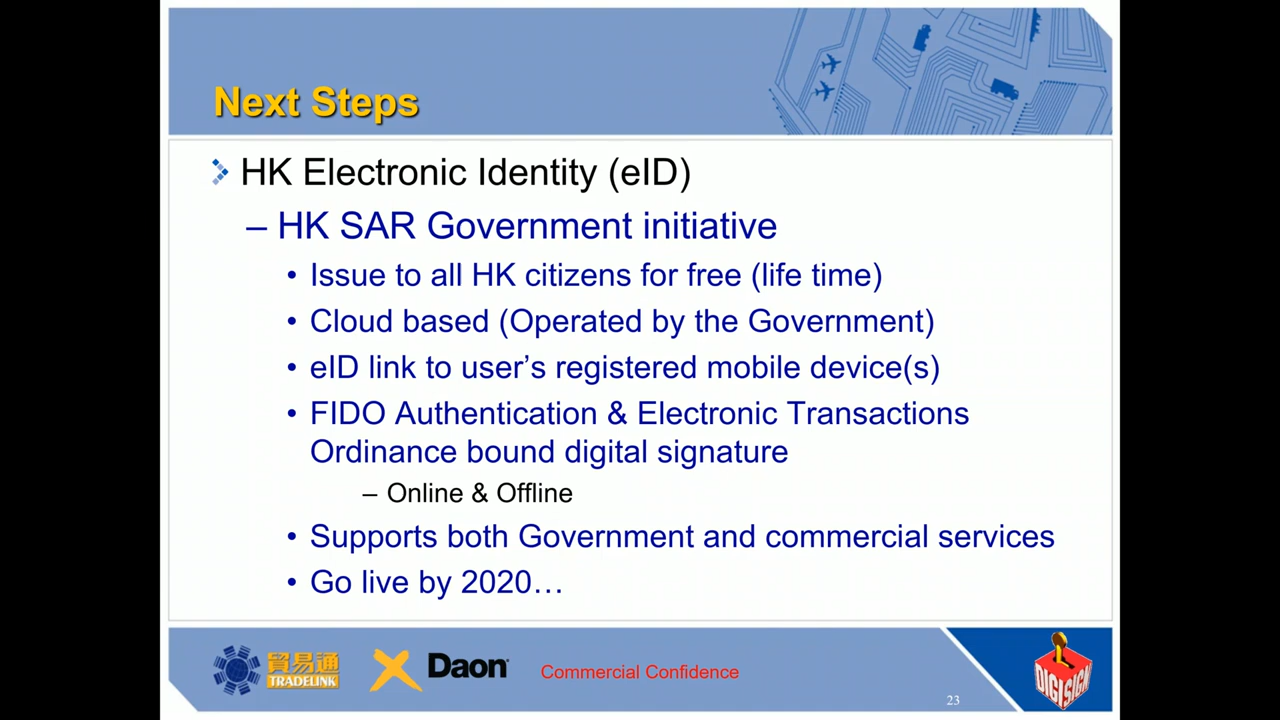 Next Steps
HK Electronic Identity (eID)
– HK SAR Government initiative
• Issue to all HK citizens for free (life time)
• Cloud based (Operated by the Government)
• eID link to user’s registered mobile device(s)
• FIDO Authentication & Electronic Transactions
Ordinance bound digital signature
– Online & Offline
• Supports both Government and commercial services
• Go live by 2020…
貿易通
TRADELINK
Daon
Commercial Confidence
DIGISIGN
23